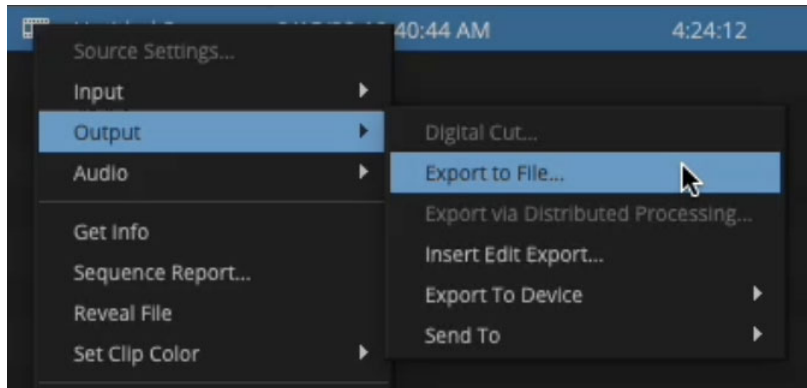 40:44 AM 4:24:12
Source Settings...
Input
Output
Audio
Get Info
Sequence Report...
Reveal File
Set Clip Color
Digital Cut...
Export to File...
Export via Distributed Processing...
Insert Edit Export...
Export To Device
Send To